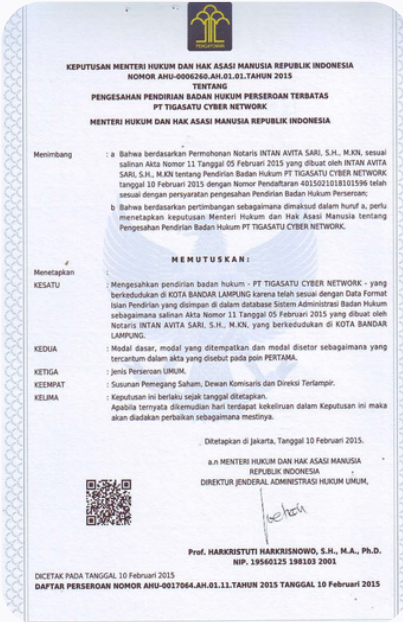 PENGAYOMAN
KEPUTUSAN MENTERI HUKUM DAN HAK ASASI MANUSIA REPUBLIK INDONESIA
NOMOR AHU-0006260.AH.01.01.TAHUN 2015
TENTANG
PENGESAHAN PENDIRIAN BADAN HUKUM PERSEROAN TERBATAS
PT TIGASATU CYBER NETWORK
MENTERI HUKUM DAN HAK ASASI MANUSIA REPUBLIK INDONESIA
Menimbang : a Bahwa berdasarkan Permohonan Notaris INTAN AVITA SARI, S.H., M.KN, sesuai
salinan Akta Nomor 11 Tanggal 05 Februari 2015 yang dibuat oleh INTAN AVITA
SARI, S.H., M.KN tentang Pendirian Badan Hukum PT TIGASATU CYBER NETWORK
tanggal 10 Februari 2015 dengan Nomor Pendaftaran 4015021018101596 telah
sesuai dengan persyaratan pengesahan Pendirian Badan Hukum Perseroan;
b Bahwa berdasarkan pertimbangan sebagaimana dimaksud dalam huruf a, perlu
menetapkan keputusan Menteri Hukum dan Hak Asasi Manusia tentang
Pengesahan Pendirian Badan Hukum PT TIGASATU CYBER NETWORK.
M E M U T U S K A N :
Menetapkan :
KESATU : Mengesahkan pendirian badan hukum - PT TIGASATU CYBER NETWORK - yang
berkedudukan di KOTA BANDAR LAMPUNG karena telah sesuai dengan Data Format
Isian Pendirian yang disimpan di dalam database Sistem Administrasi Badan Hukum
sebagaimana salinan Akta Nomor 11 Tanggal 05 Februari 2015 yang dibuat oleh
Notaris INTAN AVITA SARI, S.H., M.KN, yang berkedudukan di KOTA BANDAR
LAMPUNG.
KEDUA : Modal dasar, modal yang ditempatkan dan modal disetor sebagaimana yang
tercantum dalam akta yang disebut pada poin PERTAMA.
KETIGA : Jenis Perseroan UMUM.
KEEMPAT : Susunan Pemegang Saham, Dewan Komisaris dan Direksi Terlampir.
KELIMA : Keputusan ini berlaku sejak tanggal ditetapkan.
Apabila ternyata dikemudian hari terdapat kekeliruan dalam Keputusan ini maka
akan diadakan perbaikan sebagaimana mestinya.
Ditetapkan di Jakarta, Tanggal 10 Februari 2015.
a.n MENTERI HUKUM DAN HAK ASASI MANUSIA
REPUBLIK INDONESIA
DIREKTUR JENDERAL ADMINISTRASI HUKUM UMUM,
Prof. HARKRISTUTI HARKRISNOWO, S.H., M.A., Ph.D.
NIP. 19560125 198103 2001
DICETAK PADA TANGGAL 10 Februari 2015
DAFTAR PERSEROAN NOMOR AHU-0017064.AH.01.11.TAHUN 2015 TANGGAL 10 Februari 2015